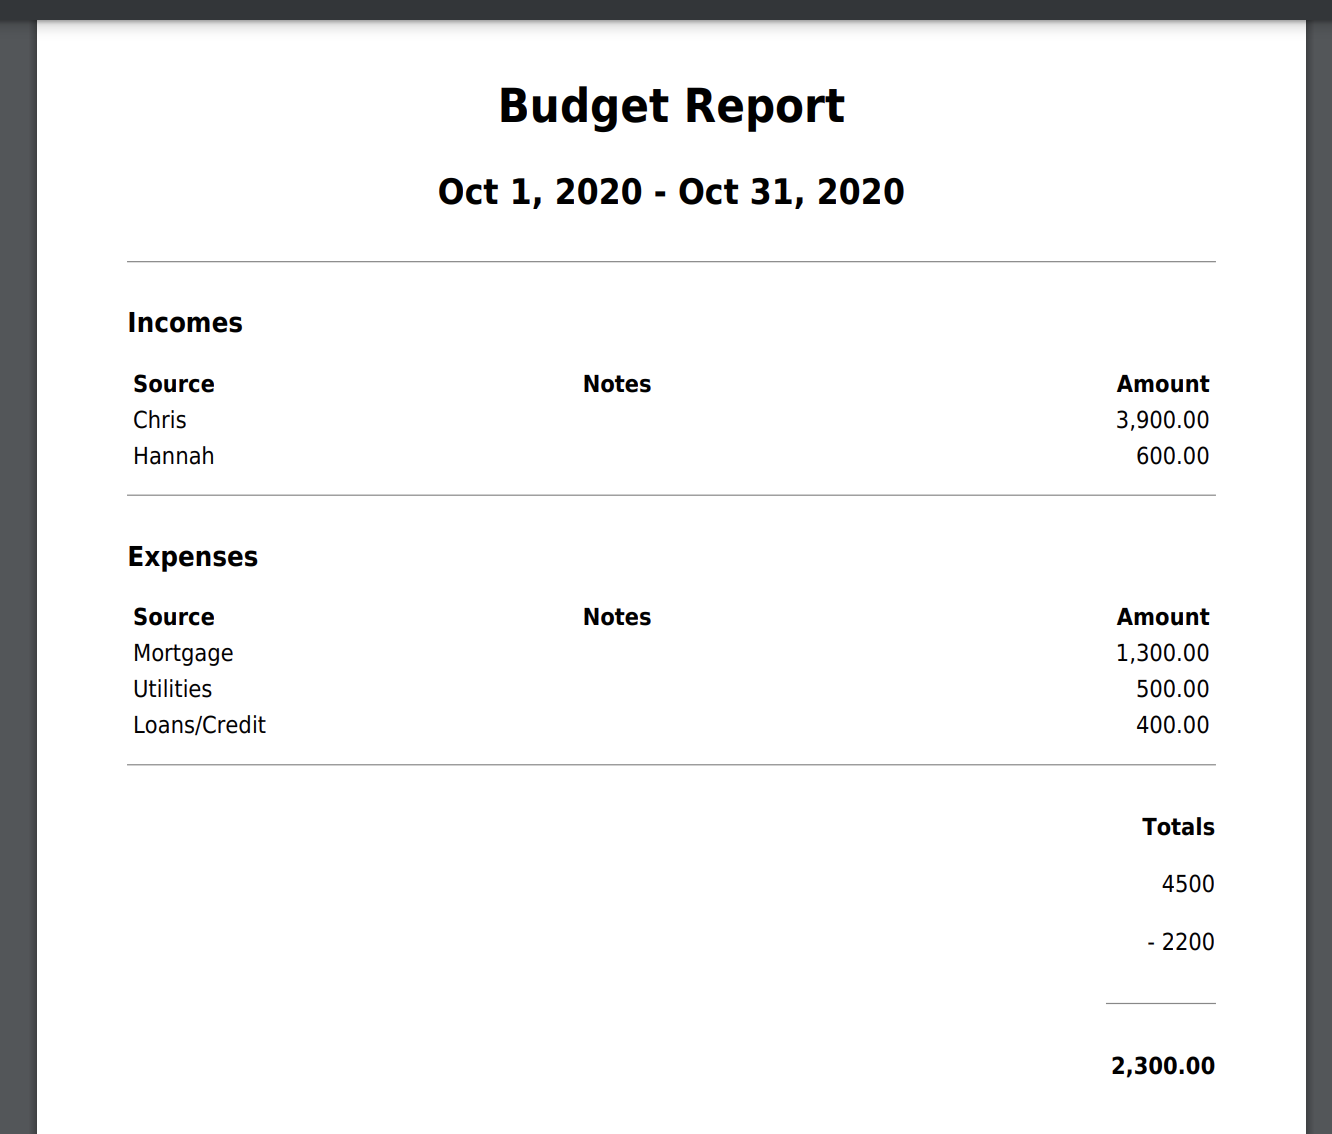 Budget Report
Oct 1, 2020 - Oct 31, 2020
Incomes
Source Notes Amount
Chris 3,900.00
Hannah 600.00
Expenses
Source Notes Amount
Mortgage 1,300.00
Utilities 500.00
Loans/Credit 400.00
Totals
4500
- 2200
2,300.00